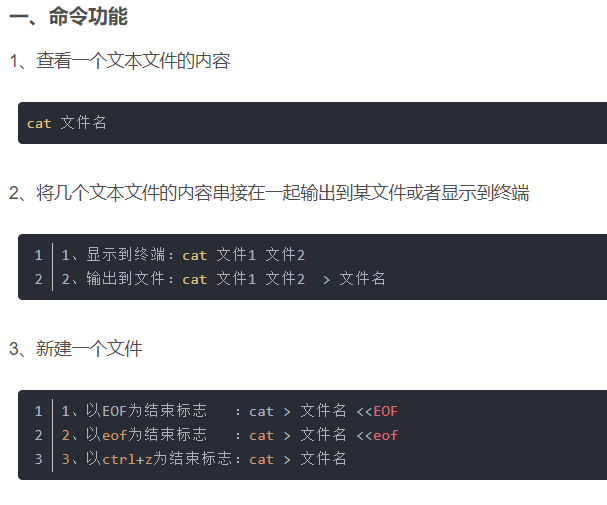 一、命令功能
1、查看一个文本文件的内容
cat 文件名
2、将几个文本文件的内容串接在一起输出到某文件或者显示到终端
1 1、显示到终端：cat 文件1 文件2
2 2、输出到文件：cat 文件1 文件2 > 文件名
3、新建一个文件
1 1、以EOF为结束标志 ：cat > 文件名 <<EOF
2 2、以eof为结束标志 ：cat > 文件名 <<eof
3 3、以ctrl+z为结束标志：cat > 文件名